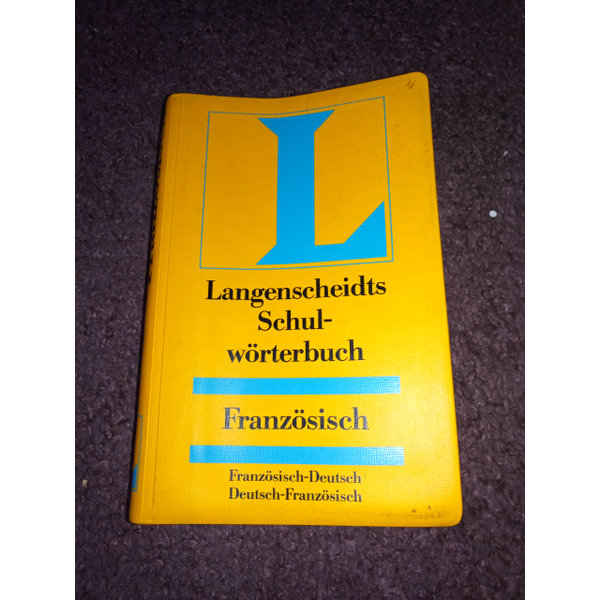 L
Langenscheidts
Schul-
wörterbuch
Französisch
Französisch-Deutsch
Deutsch-Französisch